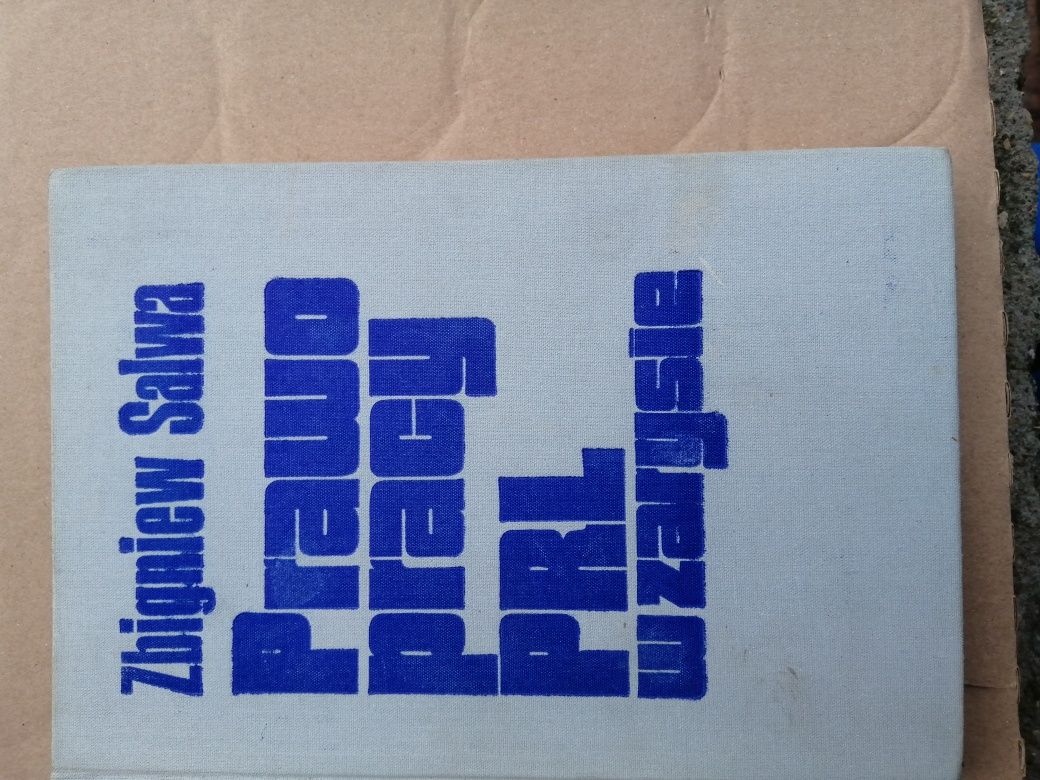 Zbigniew Salwa
Prawo
pracy
PRL
w zarysie